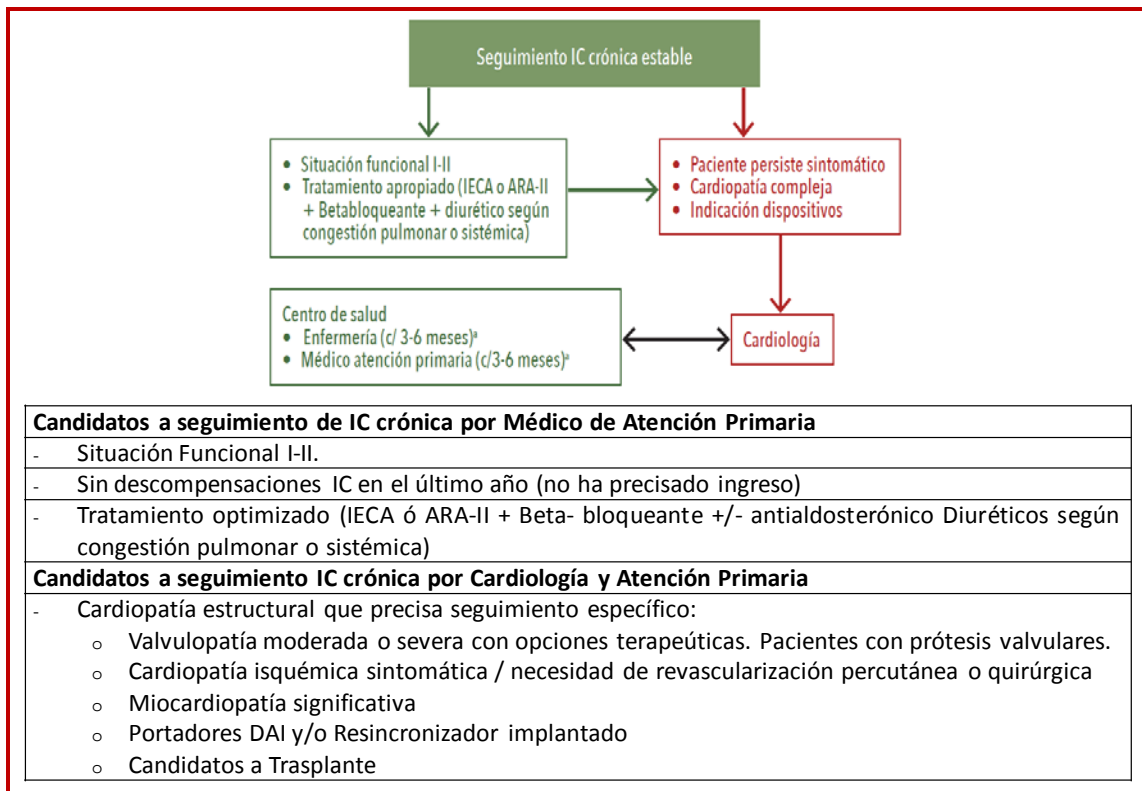 Seguimiento IC crónica estable
• Situación funcional I-II
• Tratamiento apropiado (IECA o ARA-II
+ Betabloqueante + diurético según
congestión pulmonar o sistémica)
• Paciente persiste sintomático
• Cardiopatía compleja
• Indicación dispositivos
Centro de salud
• Enfermería (c/ 3-6 meses)ª
• Médico atención primaria (c/3-6 meses)ª
Cardiología
Candidatos a seguimiento de IC crónica por Médico de Atención Primaria
- Situación Funcional I-II.
- Sin descompensaciones IC en el último año (no ha precisado ingreso)
- Tratamiento optimizado (IECA ó ARA-II + Beta- bloqueante +/- antialdosterónico Diuréticos según
congestión pulmonar o sistémica)
Candidatos a seguimiento IC crónica por Cardiología y Atención Primaria
- Cardiopatía estructural que precisa seguimiento específico:
o Valvulopatía moderada o severa con opciones terapeúticas. Pacientes con prótesis valvulares.
o Cardiopatía isquémica sintomática / necesidad de revascularización percutánea o quirúrgica
o Miocardiopatía significativa
o Portadores DAI y/o Resincronizador implantado
o Candidatos a Trasplante